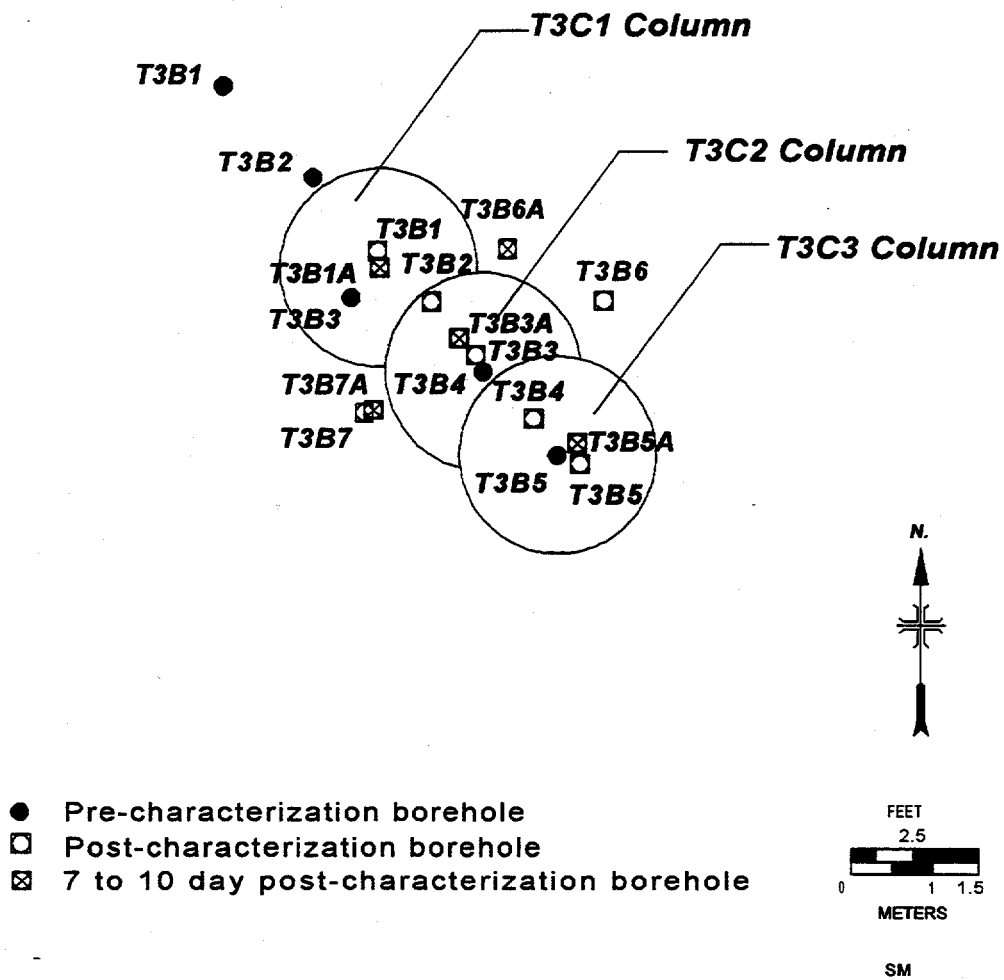 T3C1 Column
T3B1
T3C2 Column
T3B2
T3B6A
T3B1
T3C3 Column
T3B2
T3B1A
T3B6
T3B3
T3B3A
T3B3
T3B7A
T3B4
T3B4
T3B7
T3B5A
T3B5
T3B5
N.
Pre-characterization borehole
Post-characterization borehole
7 to 10 day post-characterization borehole
FEET
2.5
0 1 1.5
METERS
SM